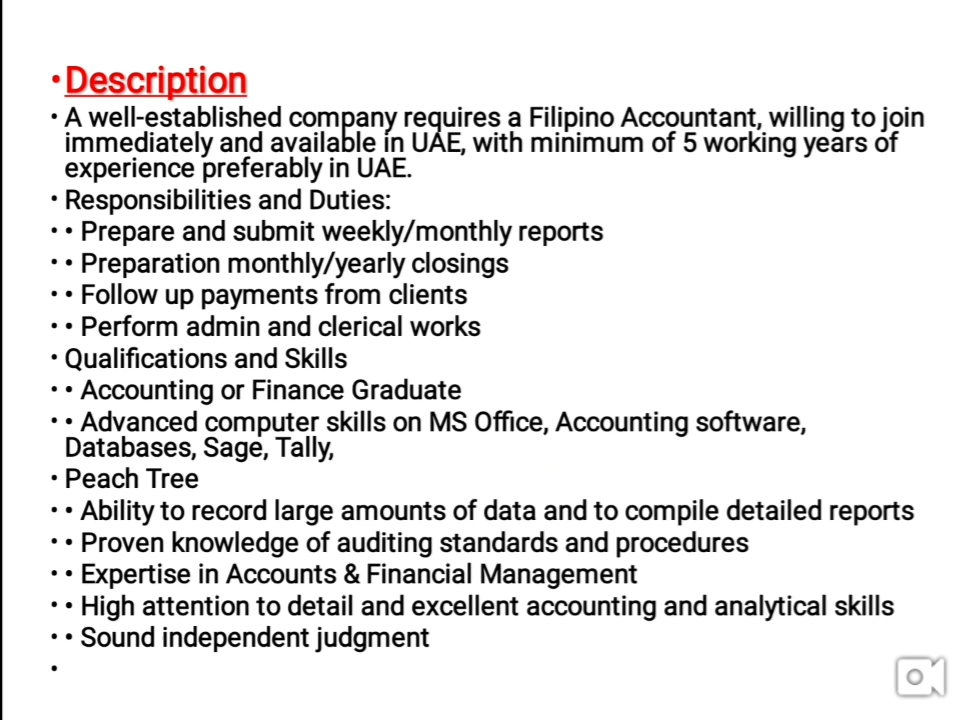 •Description
• A well-established company requires a Filipino Accountant, willing to join
immediately and available in UAE, with minimum of 5 working years of
experience preferably in UAE.
• Responsibilities and Duties:
• • Prepare and submit weekly/monthly reports
• • Preparation monthly/yearly closings
• • Follow up payments from clients
• • Perform admin and clerical works
• Qualifications and Skills
• • Accounting or Finance Graduate
• • Advanced computer skills on MS Office, Accounting software,
Databases, Sage, Tally,
• Peach Tree
• • Ability to record large amounts of data and to compile detailed reports
• • Proven knowledge of auditing standards and procedures
• • Expertise in Accounts & Financial Management
• • High attention to detail and excellent accounting and analytical skills
• • Sound independent judgment
•